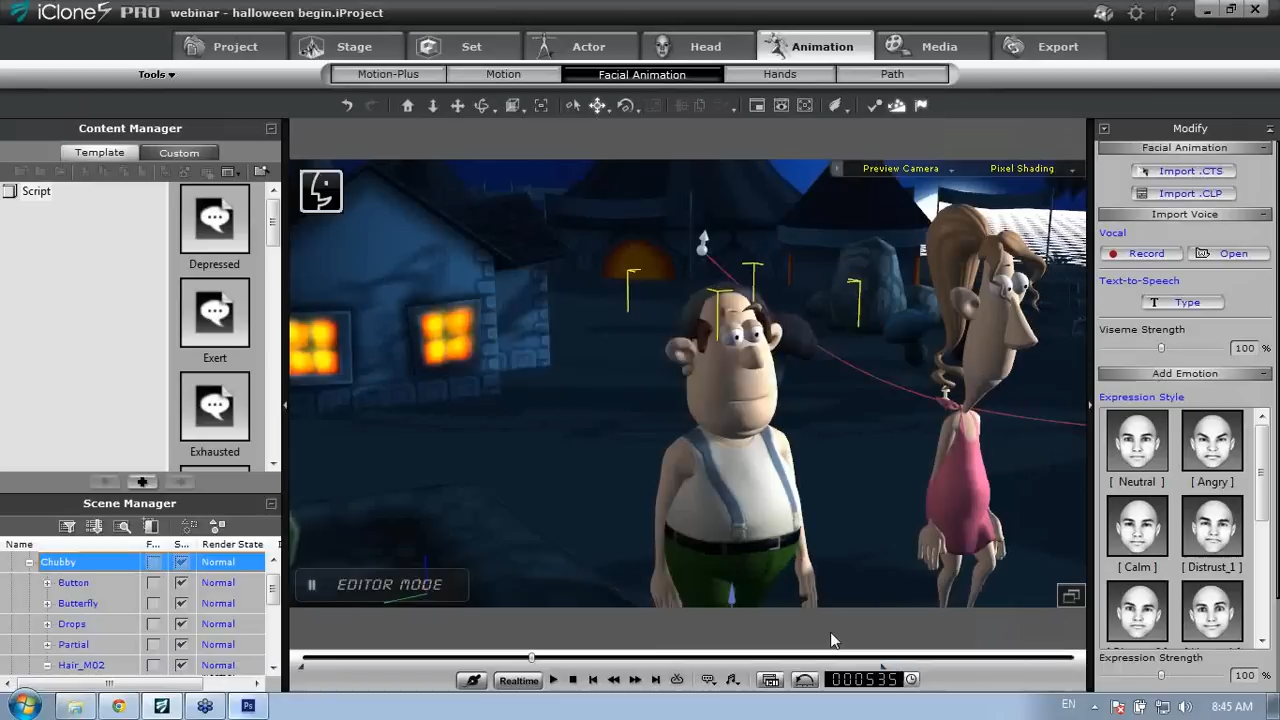 iClone5 PRO webinar - halloween begin.iProject
Project Stage Set Actor Head Animation Media Export
Tools
Motion-Plus Motion Facial Animation Hands Path
Content Manager
Template Custom
Script
Depressed
Exert
Exhausted
Scene Manager
Name F... S... Render State
Chubby Normal
Button Normal
Butterfly Normal
Drops Normal
Partial Normal
Hair_M02 Normal
Preview Camera Pixel Shading
EDITOR MODE
Realtime 000535
Modify
Facial Animation
Import .CTS
Import .CLP
Import Voice
Vocal
Record Open
Text-to-Speech
Type
Viseme Strength
100 %
Add Emotion
Expression Style
[ Neutral ] [ Angry ]
[ Calm ] [ Distrust_1 ]
Expression Strength
100 %
EN 8:45 AM